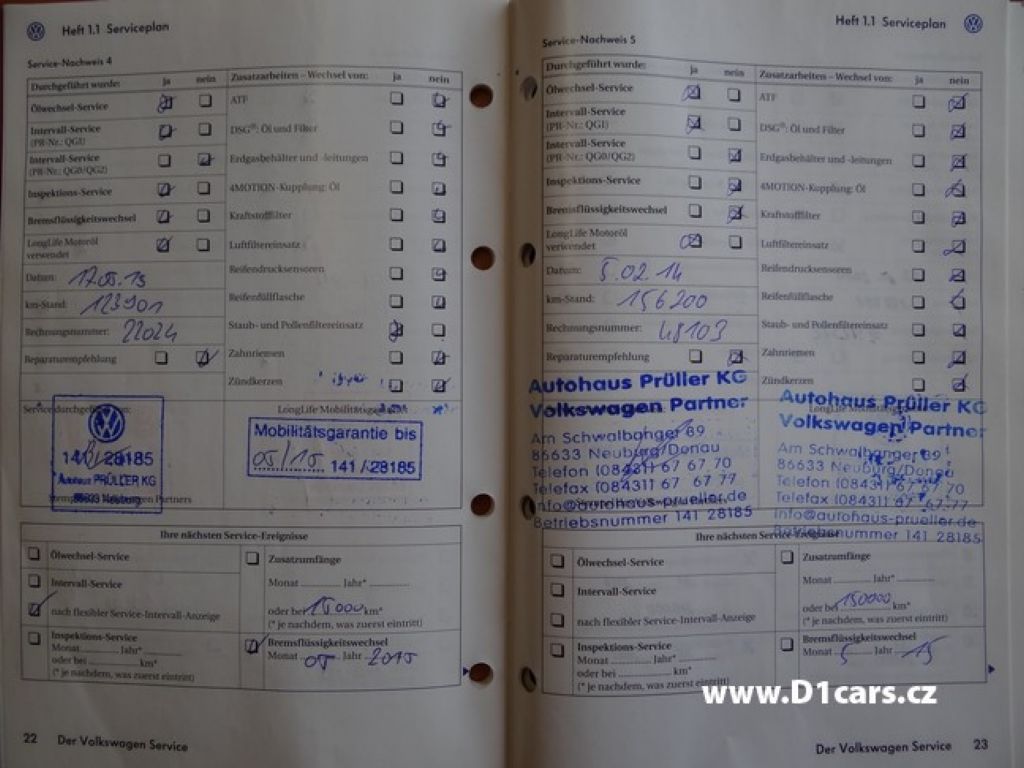 Heft 1.1 Serviceplan
Service-Nachweis 4
Durchgeführt wurde: ja nein Zusatzarbeiten – Wechsel von: ja nein
Ölwechsel-Service ATF
Intervall-Service DSG®: Öl und Filter
(PR-Nr.: QG1)
Intervall-Service Erdgasbehälter und -leitungen
(PR-Nr.: QG0/QG2)
Inspektions-Service 4MOTION-Kupplung: Öl
Bremsflüssigkeitswechsel Kraftstofffilter
LongLife Motoröl Luftfiltereinsatz
verwendet
Datum: 17.05.13 Reifendrucksensoren
km-Stand: 123901 Reifenfüllflasche
Rechnungsnummer: 22024 Staub- und Pollenfiltereinsatz
Reparaturempfehlung Zahnriemen
Zündkerzen
Service durchgeführt von: LongLife Mobilitätsgarantie
Mobilitätsgarantie bis
05/15 141/28185
141/28185
Autohaus PRÜLLER KG
86633 Neuburg
Ihre nächsten Service-Ereignisse
Ölwechsel-Service Zusatzumfänge
Intervall-Service Monat Jahr*
nach flexibler Service-Intervall-Anzeige oder bei 15000 km*
(* je nachdem, was zuerst eintritt)
Inspektions-Service Bremsflüssigkeitswechsel
Monat Jahr* Monat 05 Jahr 2015
oder bei km*
(* je nachdem, was zuerst eintritt)
22 Der Volkswagen Service
Heft 1.1 Serviceplan
Service-Nachweis 5
Durchgeführt wurde: ja nein Zusatzarbeiten – Wechsel von: ja nein
Ölwechsel-Service ATF
Intervall-Service DSG®: Öl und Filter
(PR-Nr.: QG1)
Intervall-Service Erdgasbehälter und -leitungen
(PR-Nr.: QG0/QG2)
Inspektions-Service 4MOTION-Kupplung: Öl
Bremsflüssigkeitswechsel Kraftstofffilter
LongLife Motoröl Luftfiltereinsatz
verwendet
Datum: 5.02.14 Reifendrucksensoren
km-Stand: 156200 Reifenfüllflasche
Rechnungsnummer: 48103 Staub- und Pollenfiltereinsatz
Reparaturempfehlung Zahnriemen
Zündkerzen
Autohaus Prüller KG
Volkswagen Partner
Am Schwalbanger 89
86633 Neuburg/Donau
Telefon (08431) 67 67 70
Telefax (08431) 67 67 77
info@autohaus-prueller.de
Betriebsnummer 141 28185
Autohaus Prüller KG
Volkswagen Partner
Am Schwalbanger 89
86633 Neuburg/Donau
Telefon (08431) 67 67 70
Telefax (08431) 67 67 77
info@autohaus-prueller.de
Betriebsnummer 141 28185
Ihre nächsten Service-Ereignisse
Ölwechsel-Service Zusatzumfänge
Intervall-Service Monat Jahr*
nach flexibler Service-Intervall-Anzeige oder bei 150000 km*
(* je nachdem, was zuerst eintritt)
Inspektions-Service Bremsflüssigkeitswechsel
Monat Jahr* Monat 5 Jahr 15
oder bei km*
(* je nachdem, was zuerst eintritt)
www.D1cars.cz
Der Volkswagen Service 23